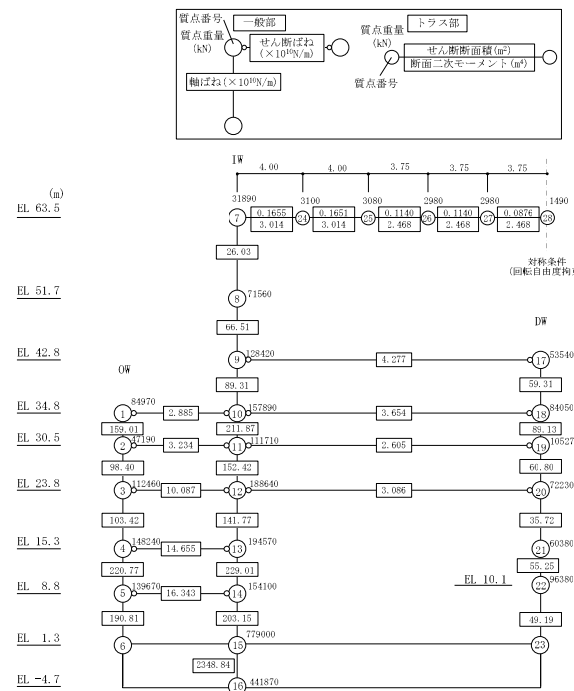 質点番号
一般部
質点重量
(kN)
せん断ばね
(×10¹⁰N/m)
軸ばね(×10¹⁰N/m)
トラス部
質点重量
(kN)
せん断断面積(m²)
断面二次モーメント(m⁴)
質点番号
IW
4.00 4.00 3.75 3.75 3.75
(m)
31890 3100 3080 2980 2980 1490
EL 63.5
7 0.1655 24 0.1651 25 0.1140 26 0.1140 27 0.0876 28
3.014 3.014 2.468 2.468 2.468
26.03
対称条件
(回転自由度拘
EL 51.7
8 71560
66.51
DW
EL 42.8
9 128420 4.277 17 53540
OW
89.31 59.31
EL 34.8
1 84970 2.885 10 157890 3.654 18 84050
159.01 211.87 89.13
EL 30.5
2 47190 3.234 11 111710 2.605 19 10527
98.40 152.42 60.80
EL 23.8
3 112460 10.087 12 188640 3.086 20 72230
103.42 141.77 35.72
EL 15.3
4 148240 14.655 13 194570 21 60380
220.77 229.01 55.25
EL 10.1
22 96380
EL 8.8
5 139670 16.343 14 154100
190.81 203.15 49.19
EL 1.3
6 15 779000 23
2348.84
EL -4.7
16 441870